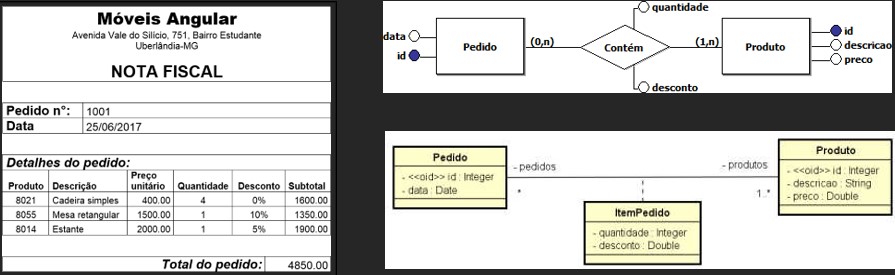 Móveis Angular
Avenida Vale do Silício, 751, Bairro Estudante
Uberlândia-MG
NOTA FISCAL
Pedido n°: 1001
Data 25/06/2017
Detalhes do pedido:
Produto Descrição Preço unitário Quantidade Desconto Subtotal
8021 Cadeira simples 400.00 4 0% 1600.00
8055 Mesa retangular 1500.00 1 10% 1350.00
8014 Estante 2000.00 1 5% 1900.00
Total do pedido: 4850.00
quantidade
data
id
Pedido
(0,n)
Contém
(1,n)
Produto
id
descricao
preco
desconto
Pedido
- <<oid>> id : Integer
- data : Date
- pedidos
*
- produtos
1..*
Produto
- <<oid>> id : Integer
- descricao : String
- preco : Double
ItemPedido
- quantidade : Integer
- desconto : Double